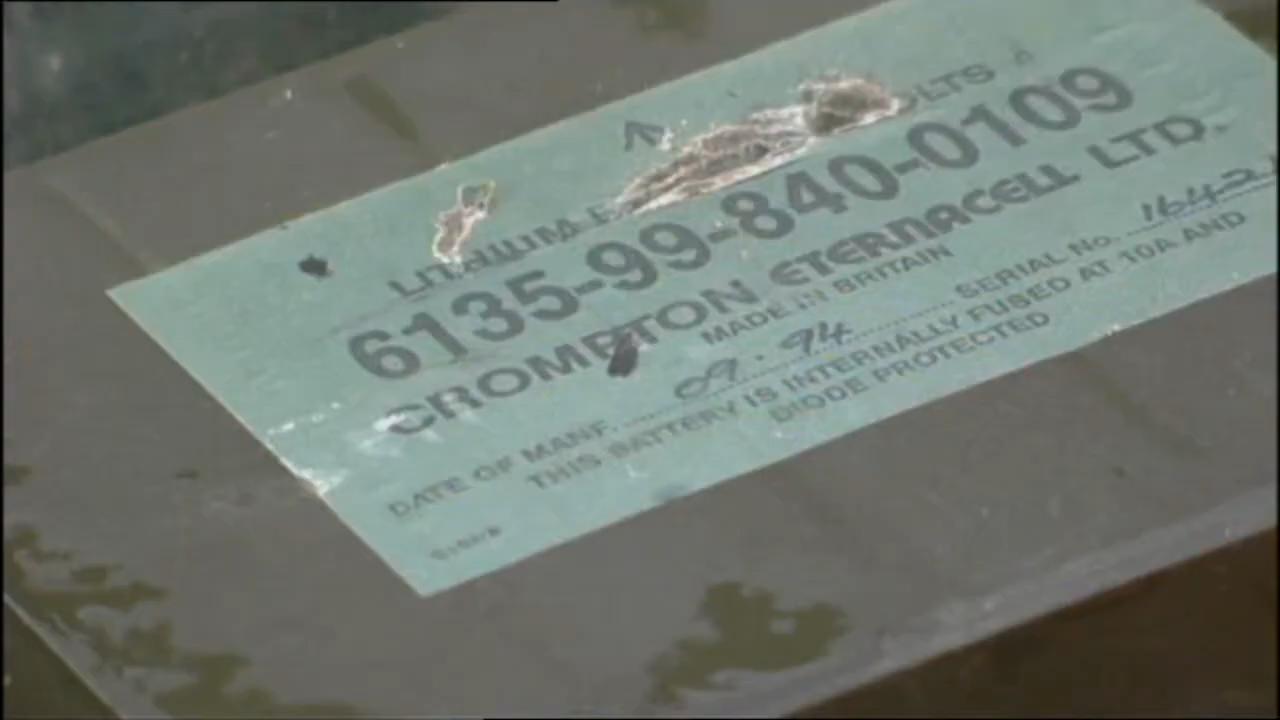 LITHIUM
6135-99-840-0109
CROMPTON ETERNACELL LTD.
MADE IN BRITAIN
DATE OF MANF. 09.94 SERIAL No.
THIS BATTERY IS INTERNALLY FUSED AT 10A AND
DIODE PROTECTED